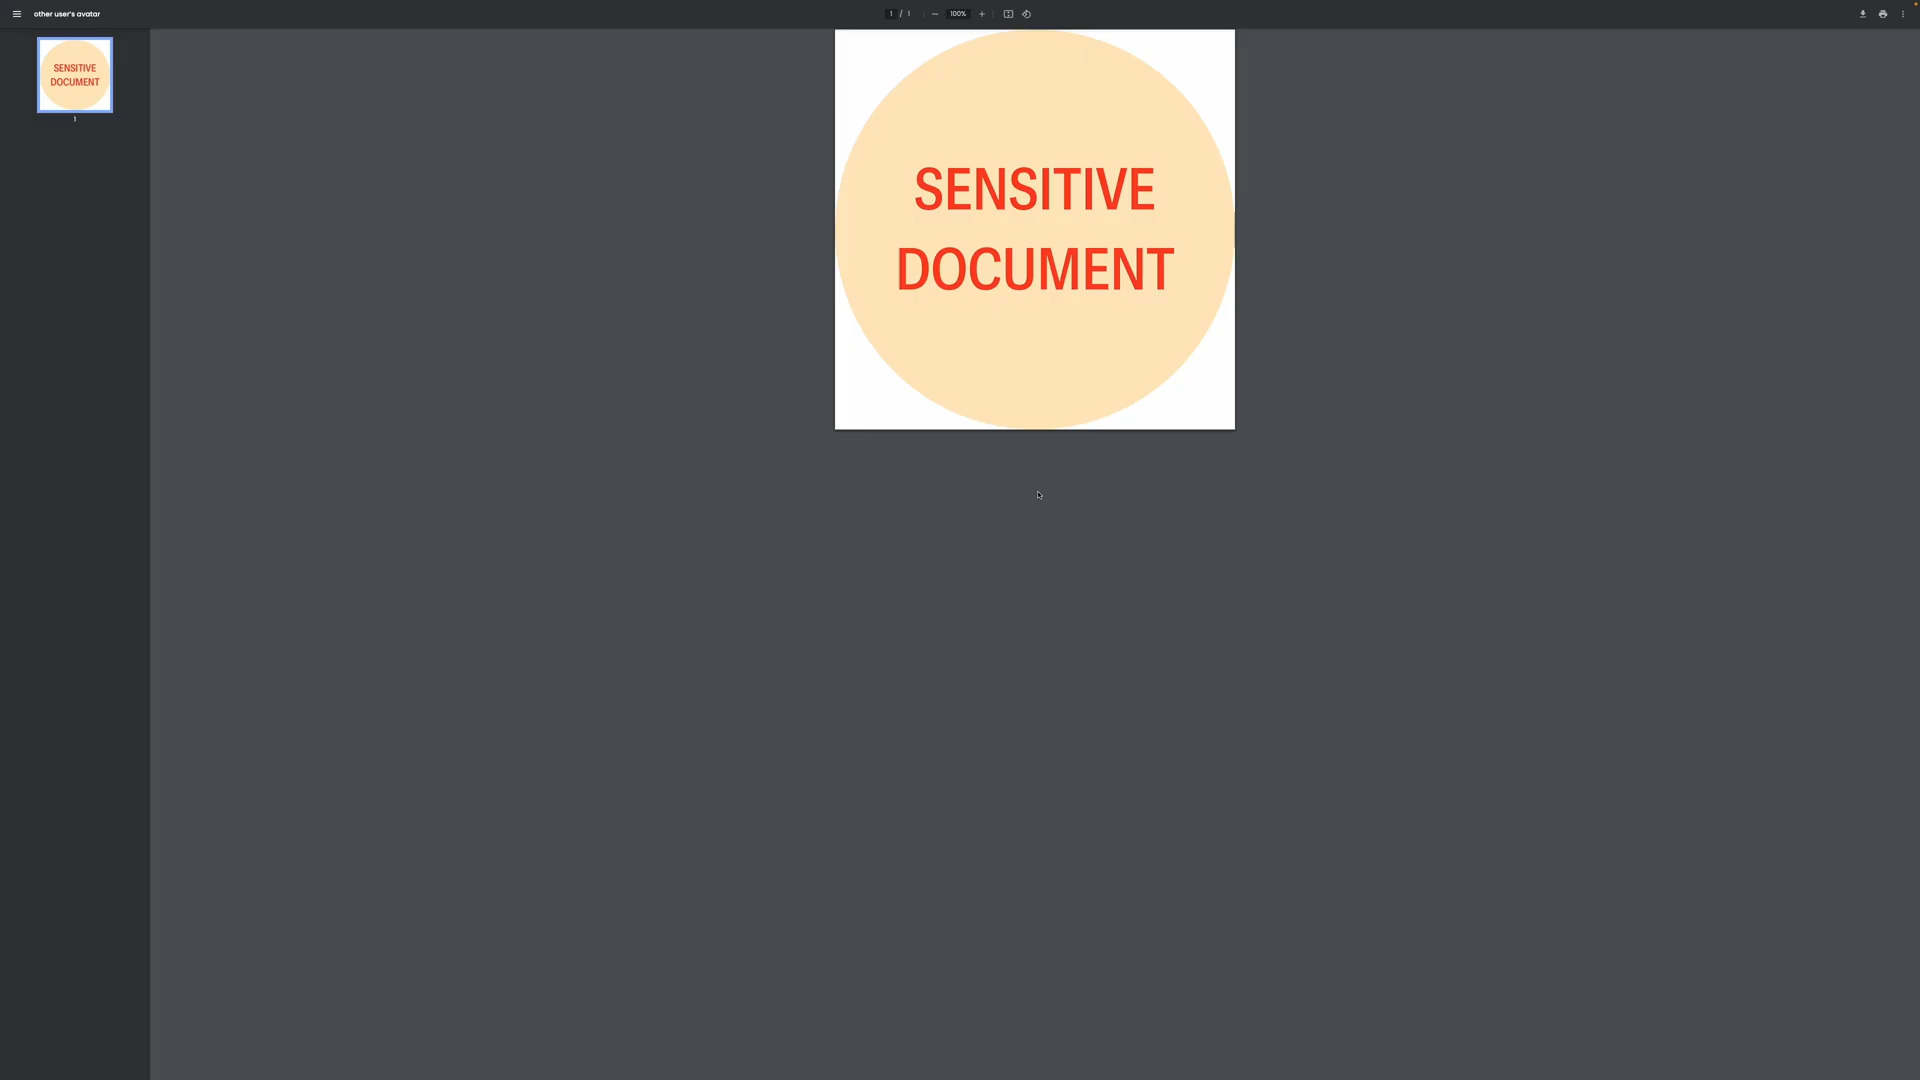 other user's avatar
1 / 1
100%
SENSITIVE
DOCUMENT
1
SENSITIVE
DOCUMENT